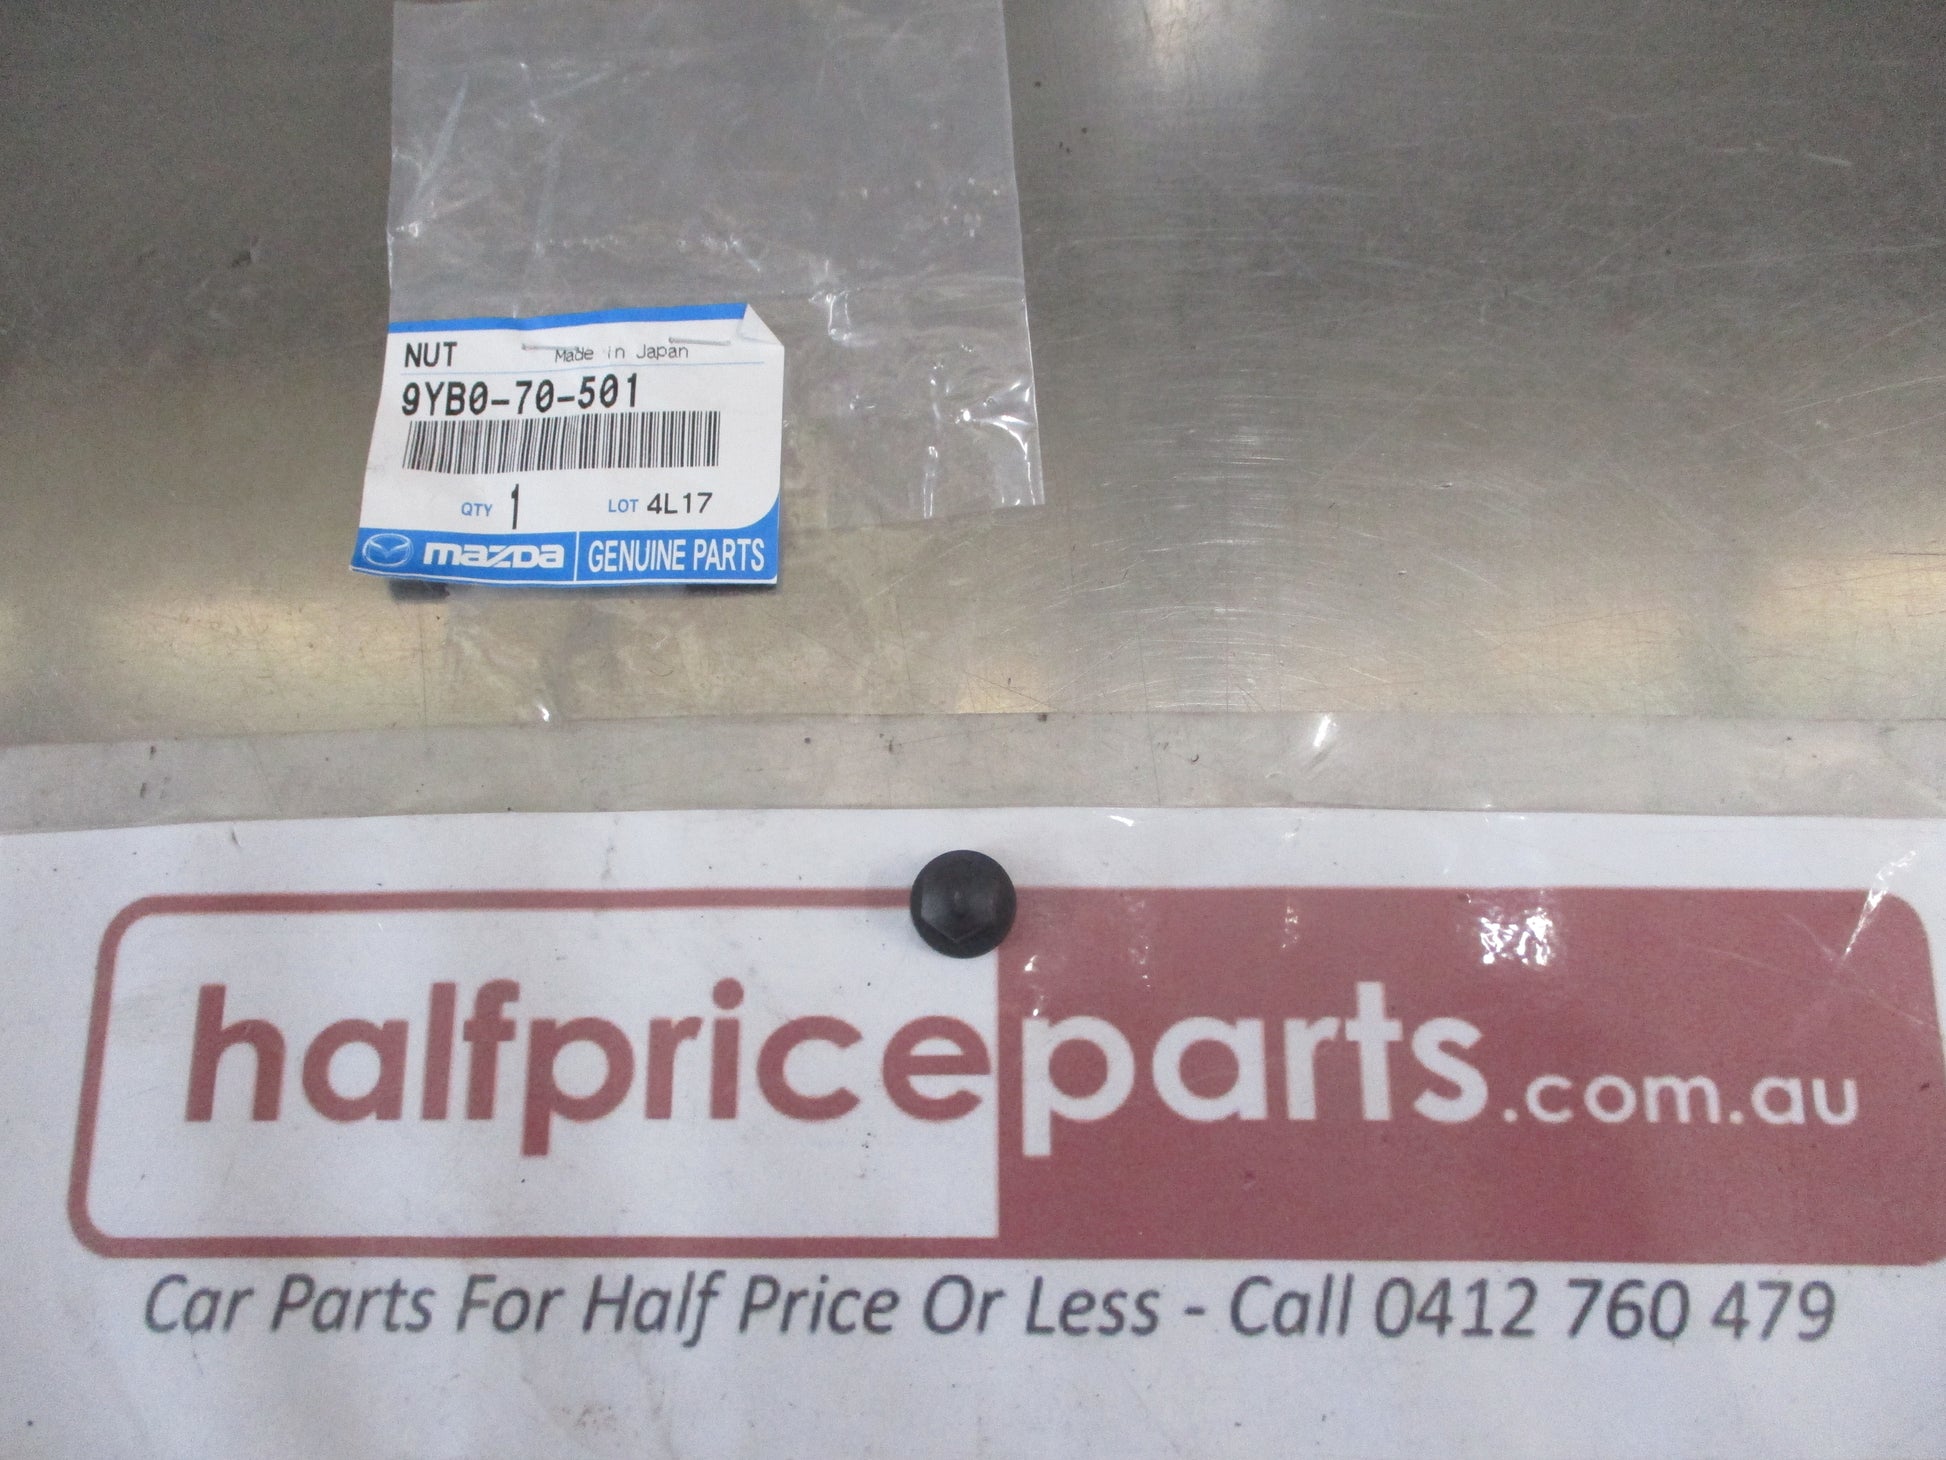 NUT Made in Japan
9YB0-70-501
QTY 1 LOT 4L17
mazda GENUINE PARTS
halfpriceparts.com.au
Car Parts For Half Price Or Less - Call 0412 760 479